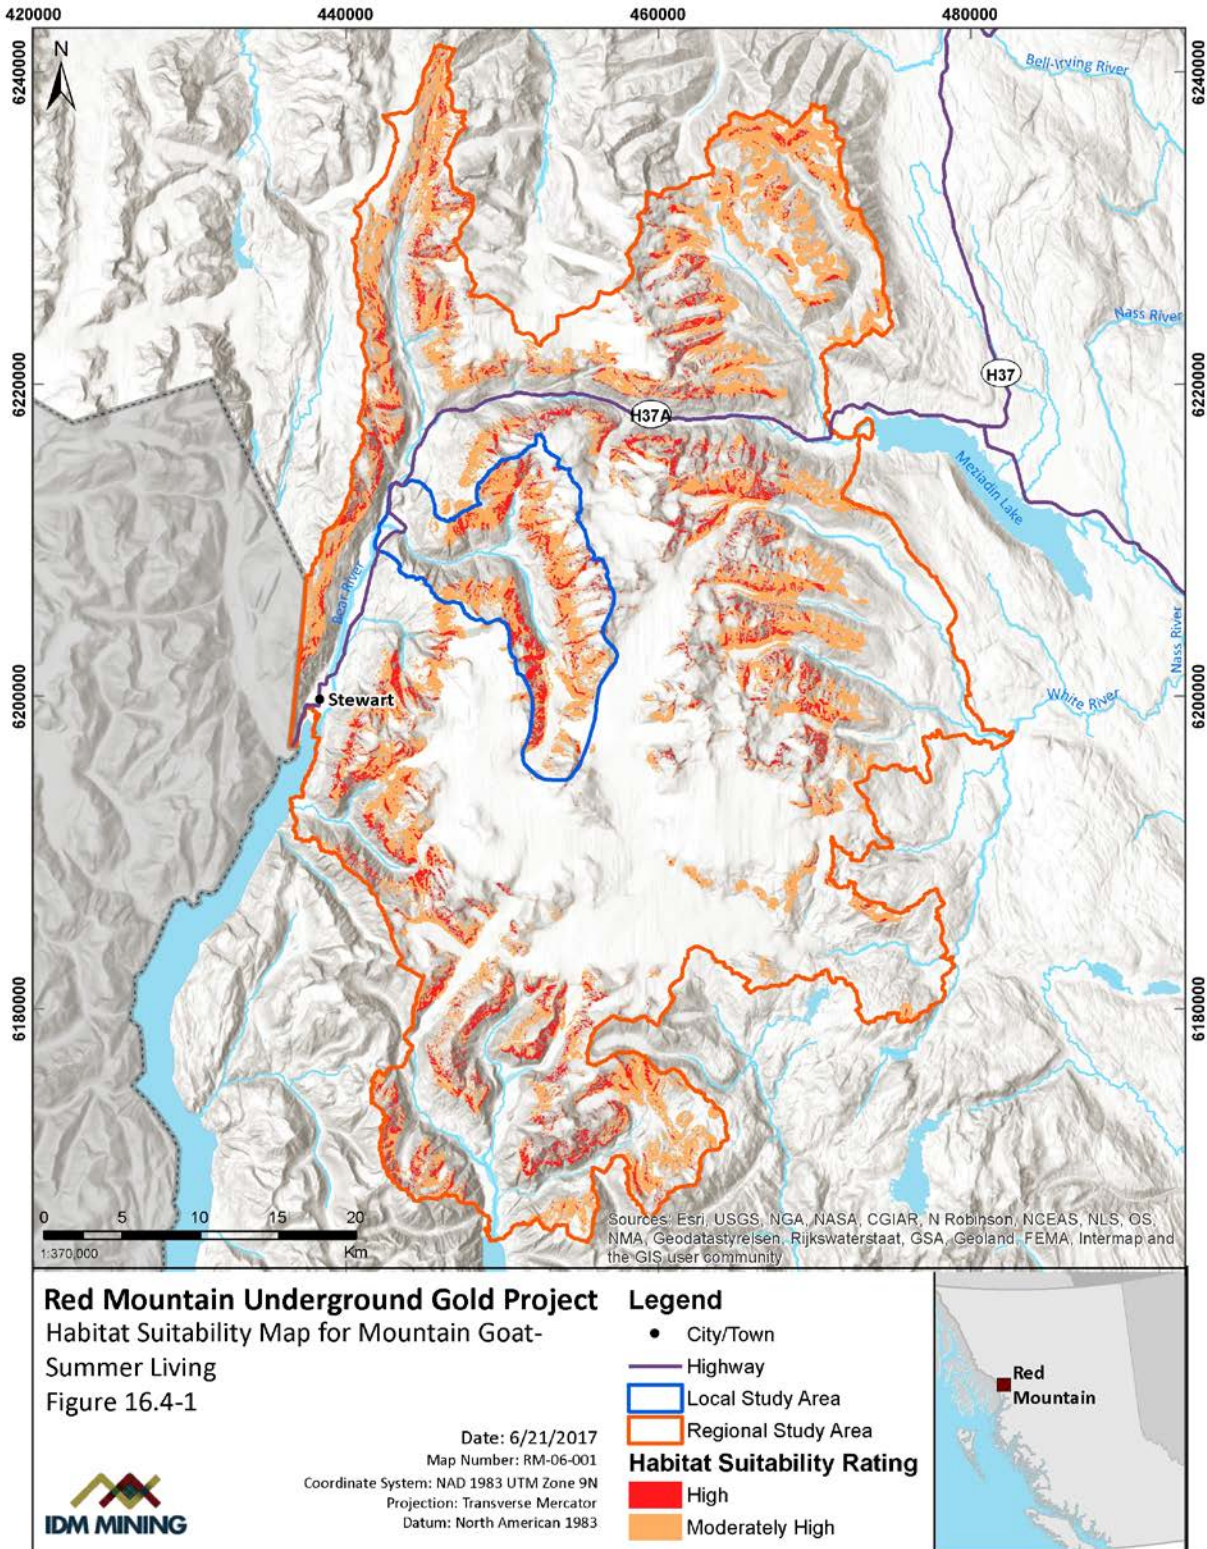 420000 440000 460000 480000
6240000
6240000
N
Bell-Irving River
Nass River
H37
6220000
6220000
H37A
Meziadin Lake
Bear River
Nass River
White River
6200000
6200000
Stewart
6180000
6180000
0 5 10 15 20
1:370,000 Km
Sources: Esri, USGS, NGA, NASA, CGIAR, N Robinson, NCEAS, NLS, OS,
NMA, Geodatastyrelsen, Rijkswaterstaat, GSA, Geoland, FEMA, Intermap and
the GIS user community
Red Mountain Underground Gold Project
Habitat Suitability Map for Mountain Goat-
Summer Living
Figure 16.4-1
Date: 6/21/2017
Map Number: RM-06-001
Coordinate System: NAD 1983 UTM Zone 9N
Projection: Transverse Mercator
Datum: North American 1983
IDM MINING
Legend
City/Town
Highway
Local Study Area
Regional Study Area
Habitat Suitability Rating
High
Moderately High
Red
Mountain